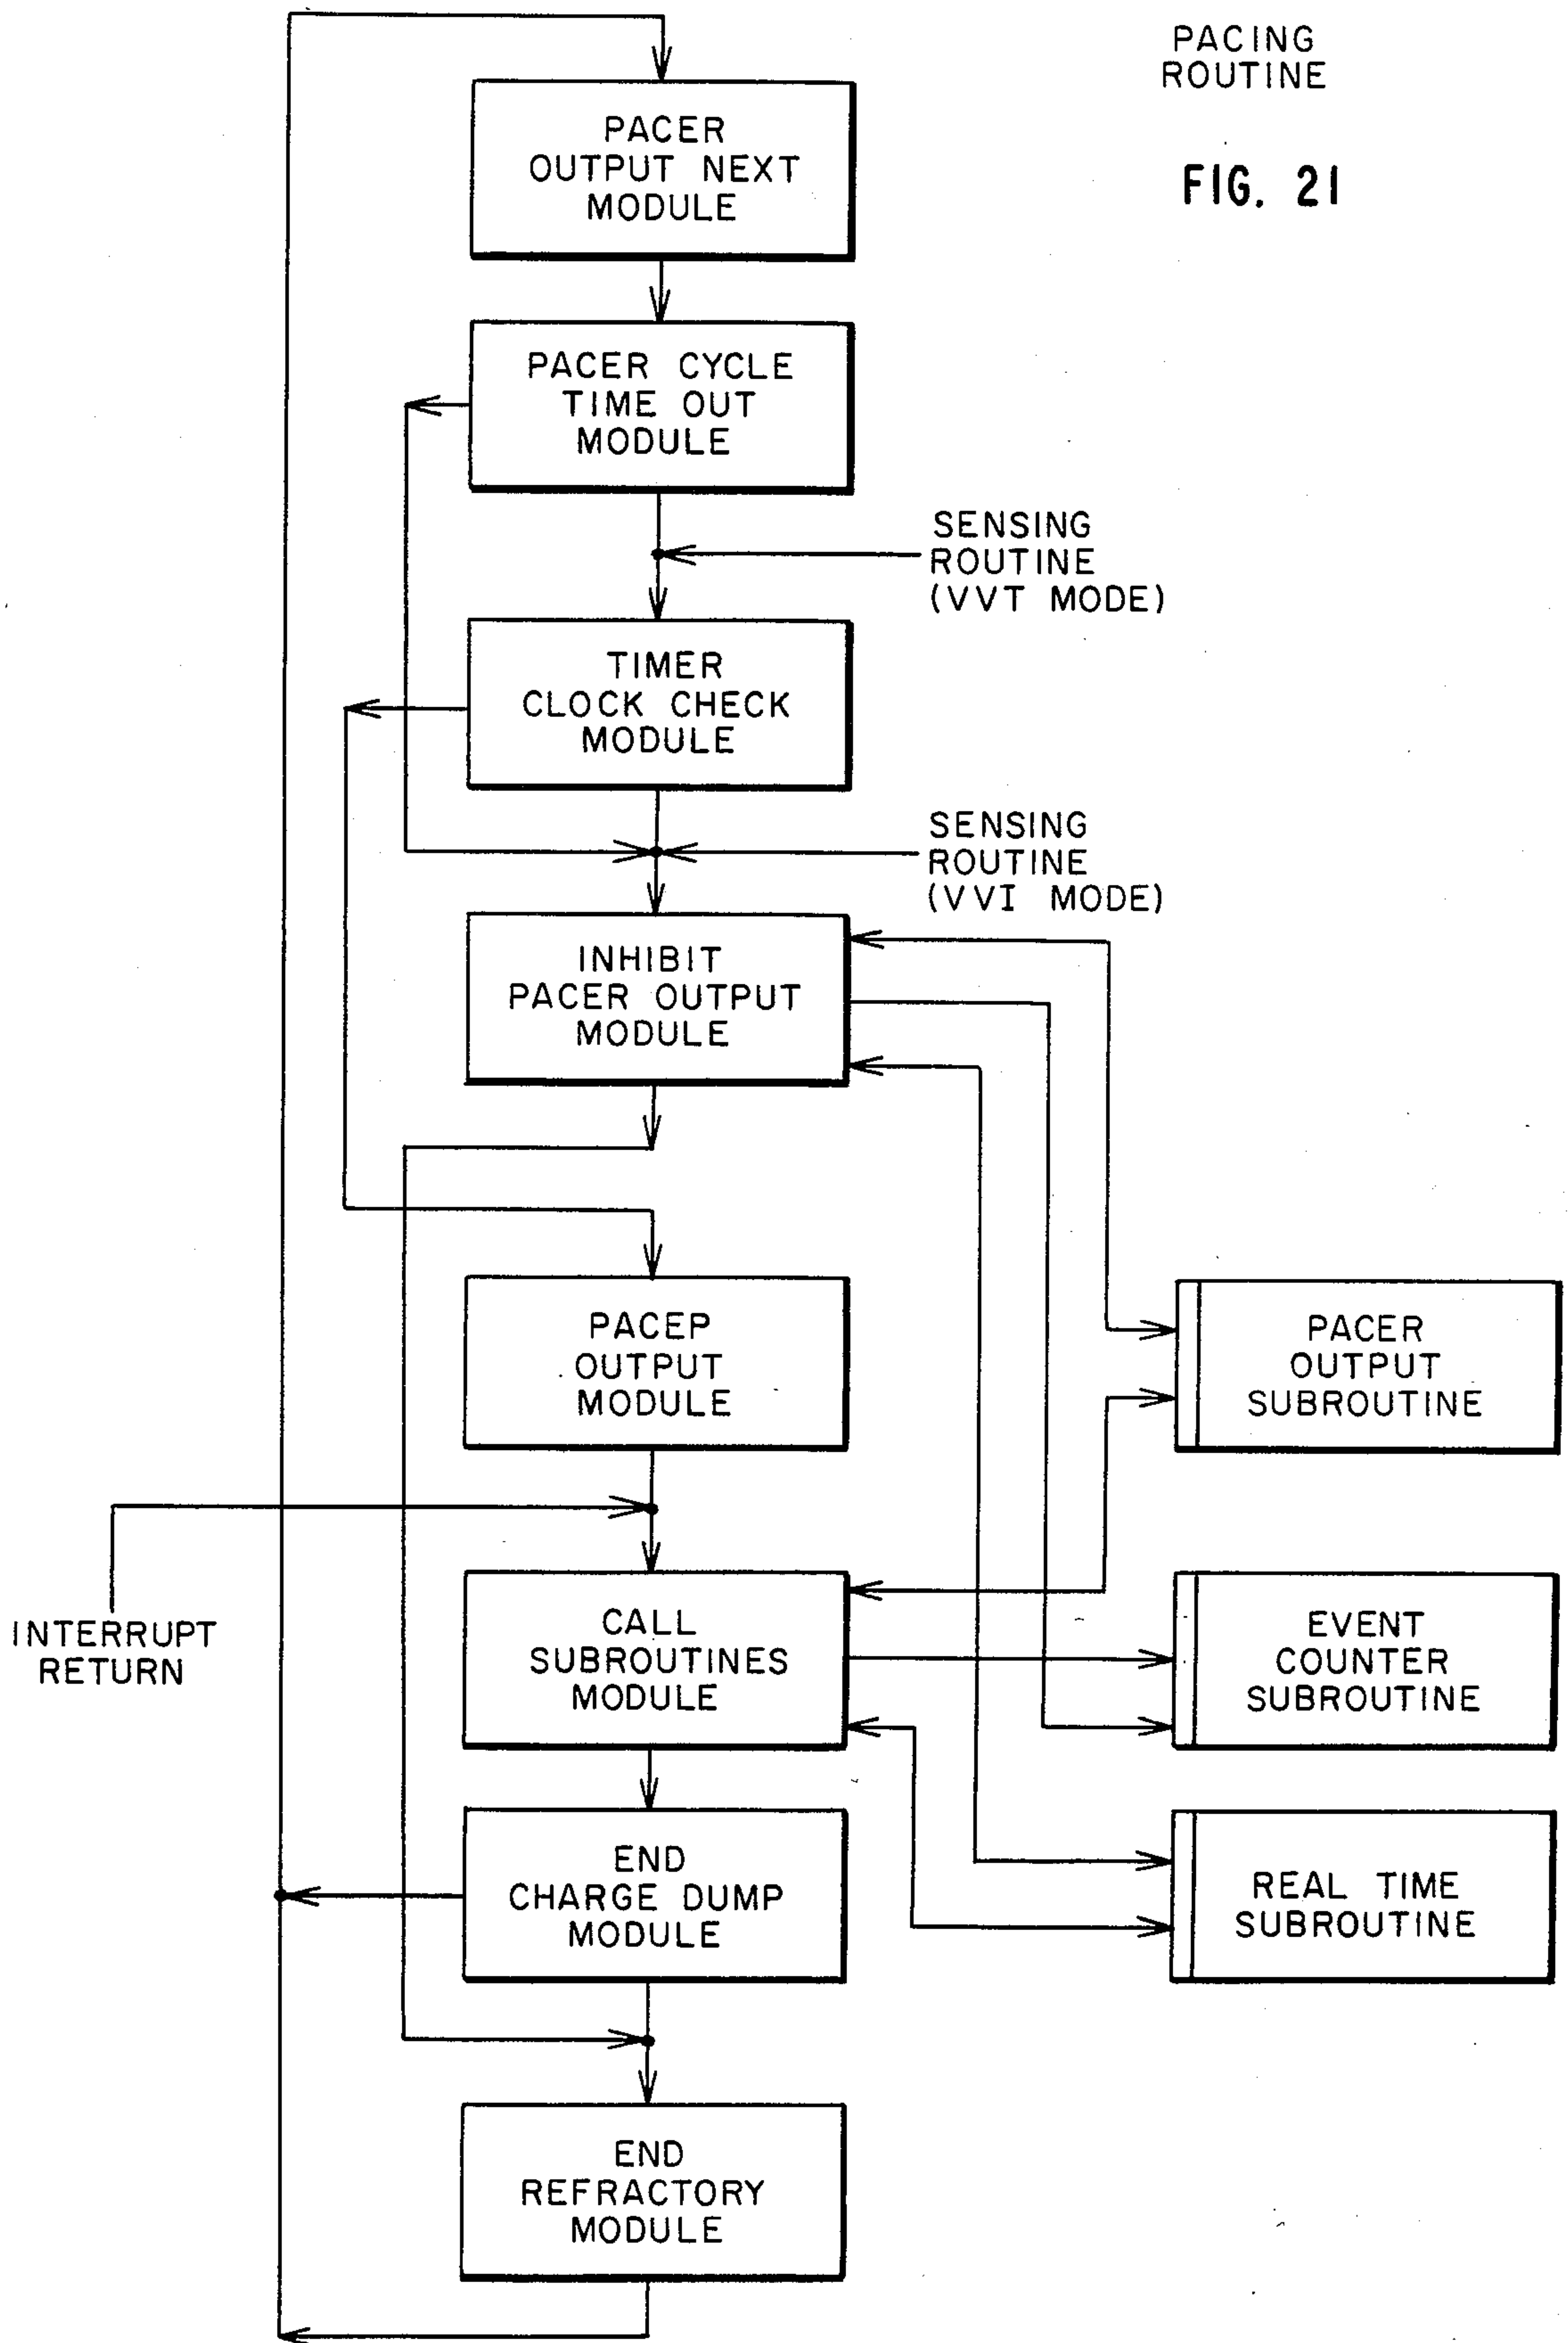 PACING
ROUTINE
FIG. 21
PACER
OUTPUT NEXT
MODULE
PACER CYCLE
TIME OUT
MODULE
SENSING
ROUTINE
(VVT MODE)
TIMER
CLOCK CHECK
MODULE
SENSING
ROUTINE
(VVI MODE)
INHIBIT
PACER OUTPUT
MODULE
PACEP
OUTPUT
MODULE
PACER
OUTPUT
SUBROUTINE
INTERRUPT
RETURN
CALL
SUBROUTINES
MODULE
EVENT
COUNTER
SUBROUTINE
END
CHARGE DUMP
MODULE
REAL TIME
SUBROUTINE
END
REFRACTORY
MODULE